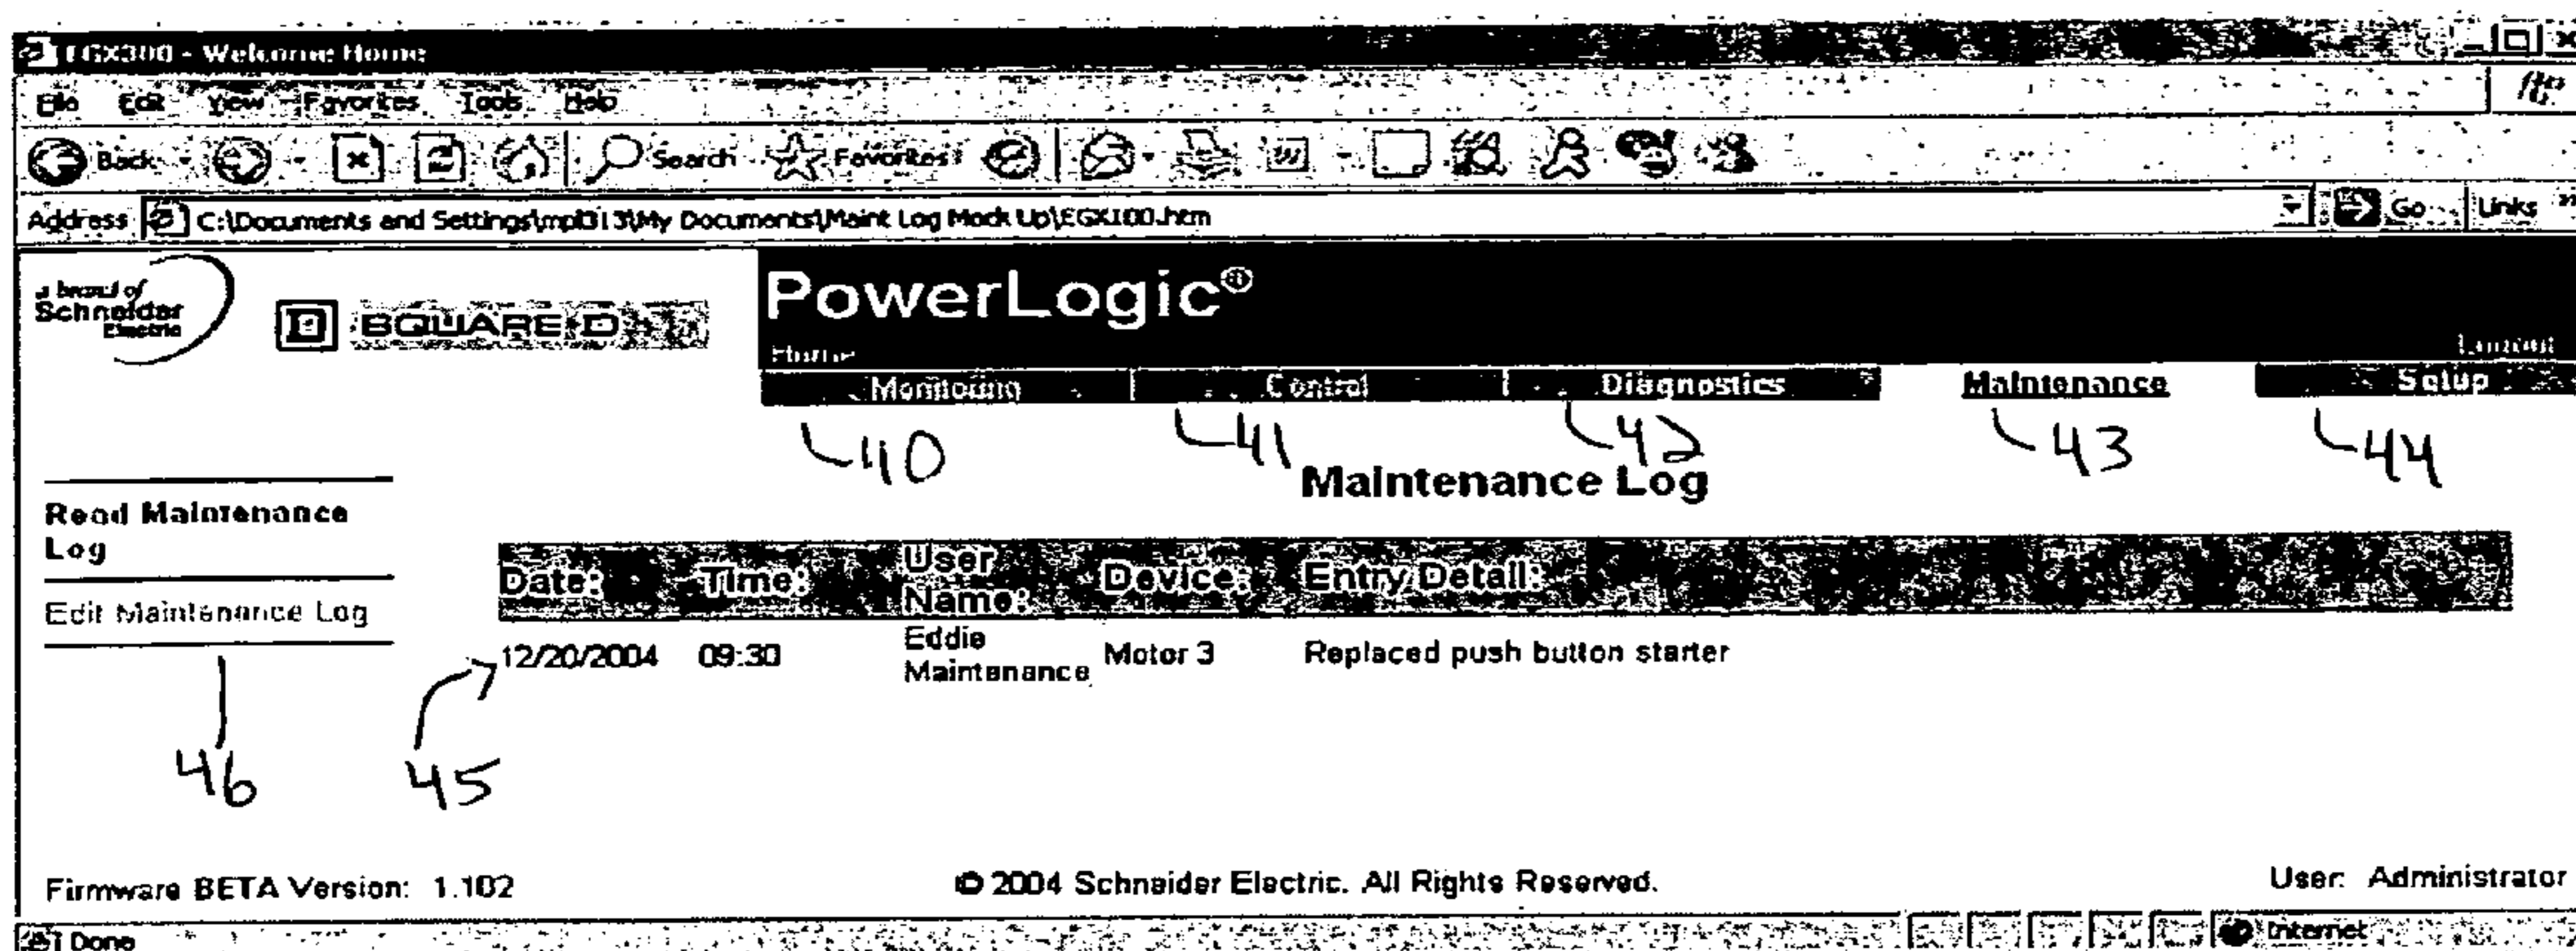 EGX300 - Welcome Home
File Edit View Favorites Tools Help
Back Search Favorites
Address C:\Documents and Settings\mpl313\My Documents\Maint Log Mock Up\EGX100.htm Go Links »
a brand of
Schneider
Electric
SQUARE D
PowerLogic®
Home Logout
Monitoring Control Diagnostics Maintenance Setup
40 41 42 43 44
Maintenance Log
Read Maintenance
Log
Edit Maintenance Log
Date: Time: User Name: Device: Entry Detail:
12/20/2004 09:30 Eddie Maintenance Motor 3 Replaced push button starter
46 45
Firmware BETA Version: 1.102 © 2004 Schneider Electric. All Rights Reserved. User: Administrator
Done Internet